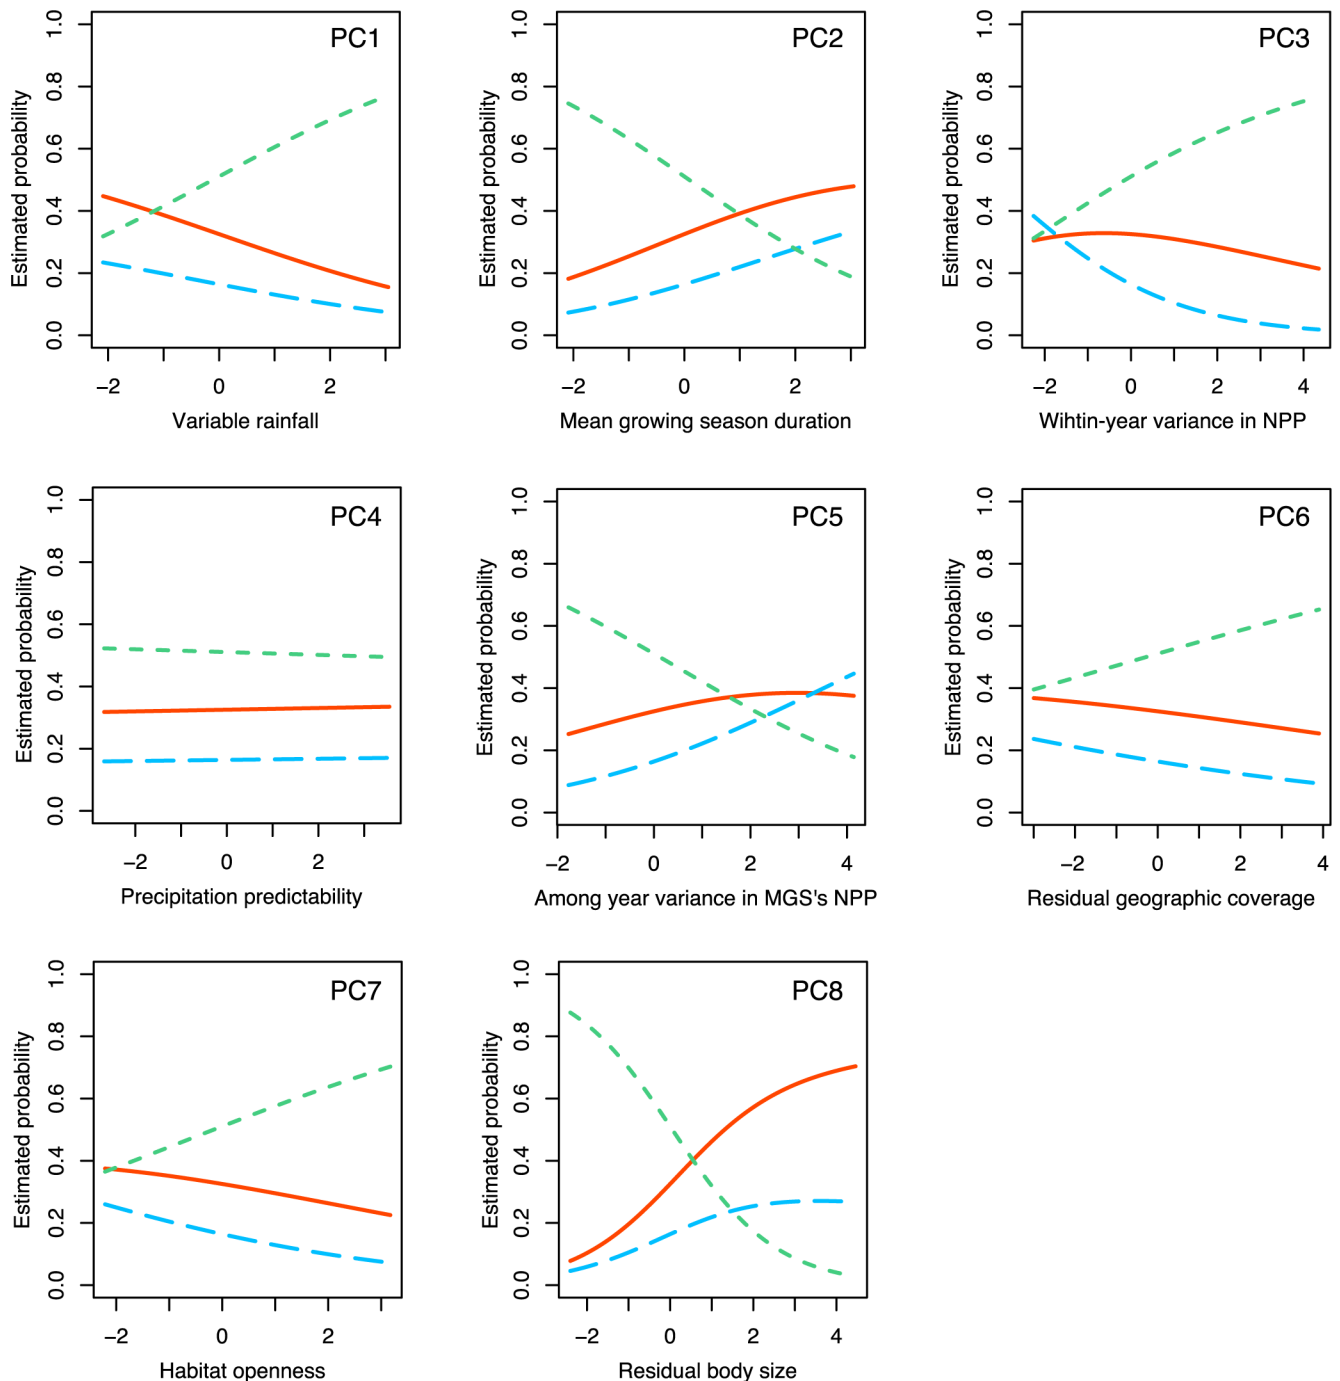 PC1
Estimated probability
0.0 0.2 0.4 0.6 0.8 1.0
−2 0 2
Variable rainfall
PC2
Estimated probability
0.0 0.2 0.4 0.6 0.8 1.0
−2 0 2
Mean growing season duration
PC3
Estimated probability
0.0 0.2 0.4 0.6 0.8 1.0
−2 0 2 4
Wihtin-year variance in NPP
PC4
Estimated probability
0.0 0.2 0.4 0.6 0.8 1.0
−2 0 2
Precipitation predictability
PC5
Estimated probability
0.0 0.2 0.4 0.6 0.8 1.0
−2 0 2 4
Among year variance in MGS's NPP
PC6
Estimated probability
0.0 0.2 0.4 0.6 0.8 1.0
−2 0 2 4
Residual geographic coverage
PC7
Estimated probability
0.0 0.2 0.4 0.6 0.8 1.0
−2 0 2
Habitat openness
PC8
Estimated probability
0.0 0.2 0.4 0.6 0.8 1.0
−2 0 2 4
Residual body size